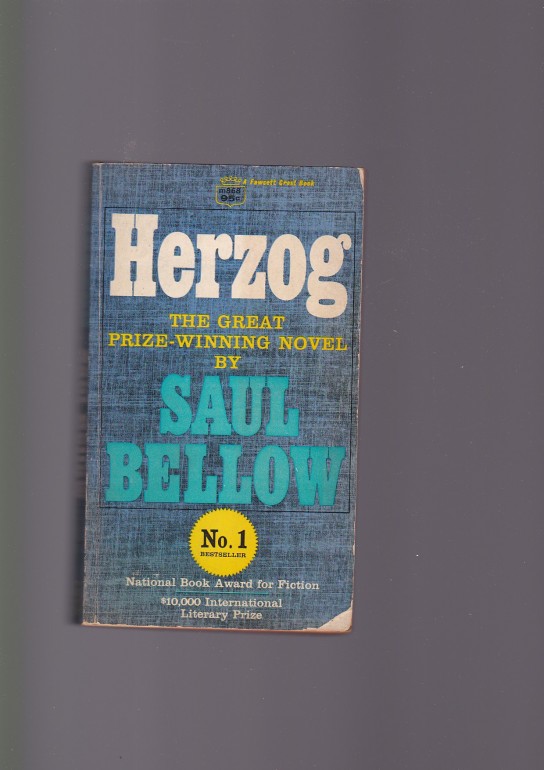 A Fawcett Crest Book
m868
95c
Herzog
THE GREAT
PRIZE-WINNING NOVEL
BY
SAUL
BELLOW
No. 1
BESTSELLER
National Book Award for Fiction
$10,000 International
Literary Prize